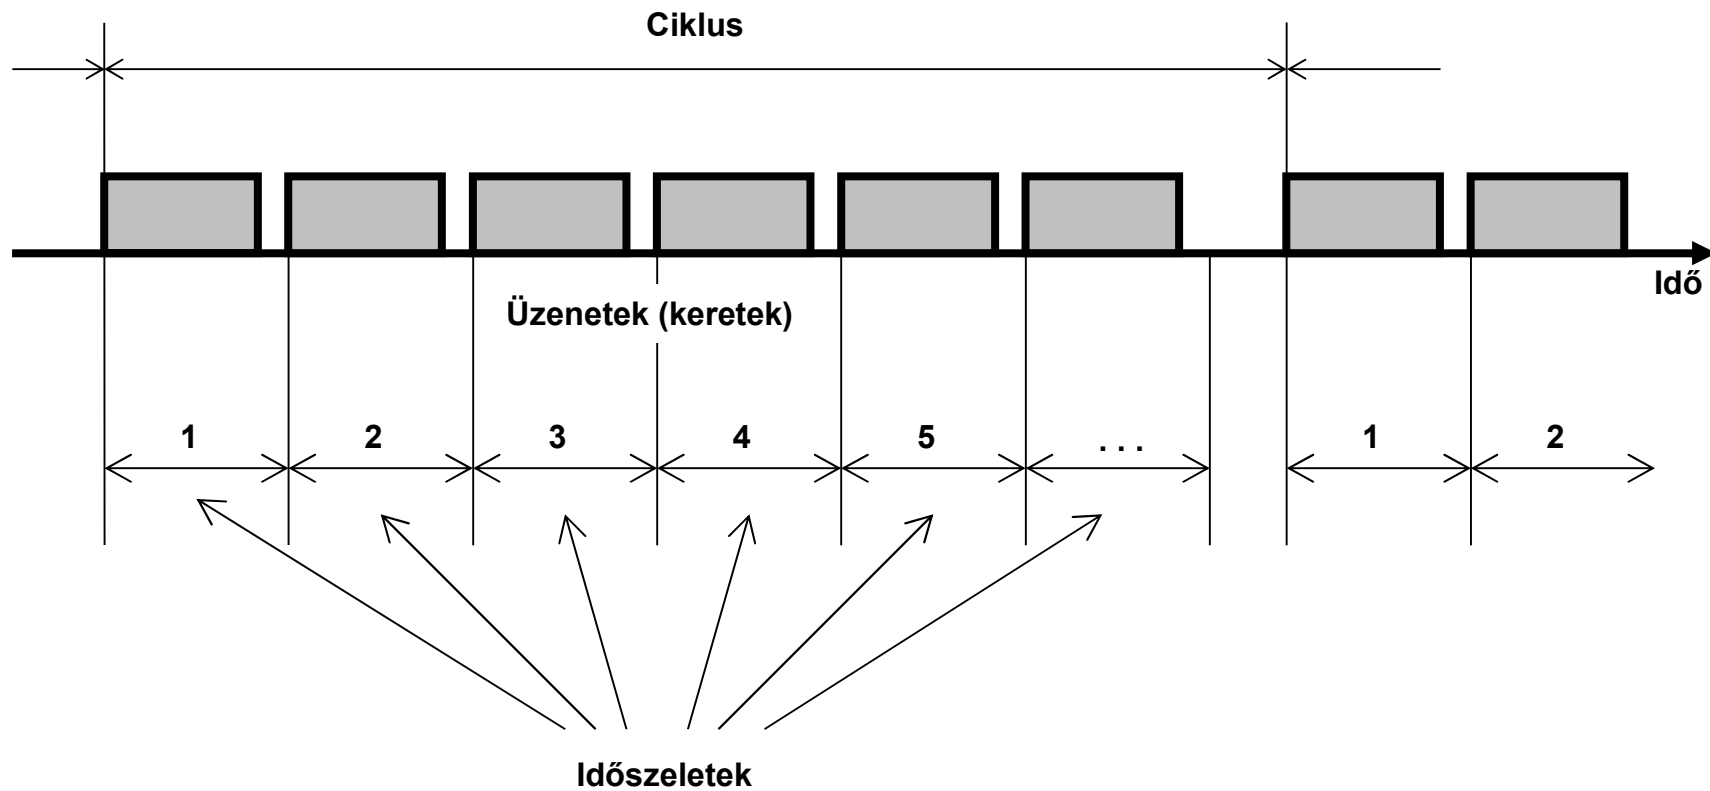 Ciklus
Idő
Üzenetek (keretek)
1 2 3 4 5 . . . 1 2
Időszeletek